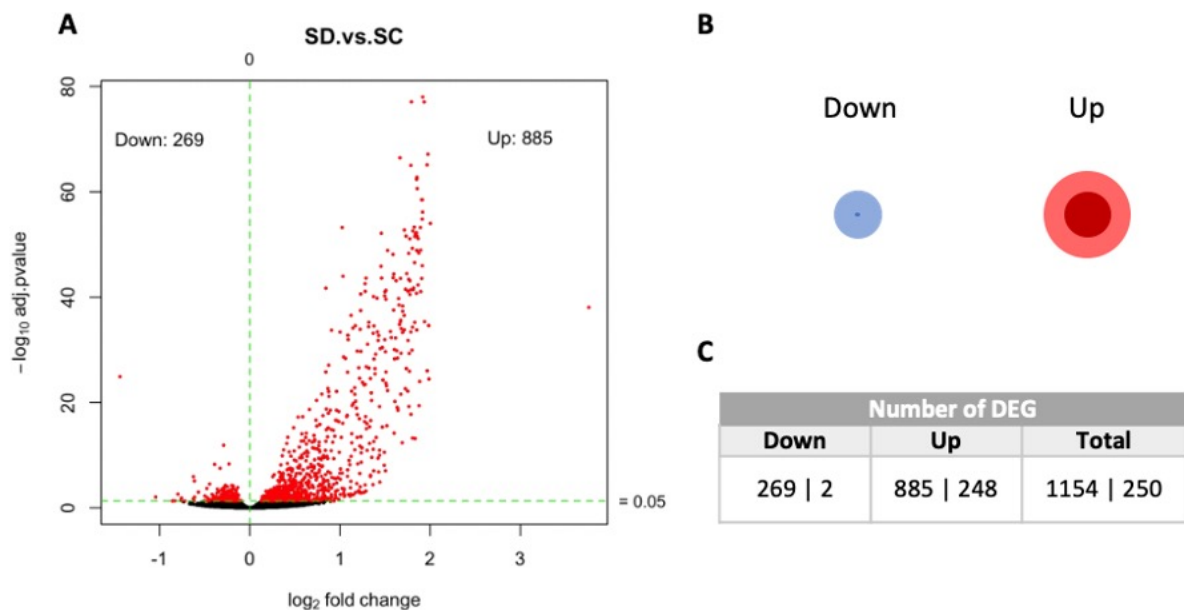 A
SD.vs.SC
0
Down: 269
Up: 885
80
60
40
20
0
−log10 adj.pvalue
= 0.05
-1
0
1
2
3
log2 fold change
B
Down
Up
C
Number of DEG
Down Up Total
269 | 2 885 | 248 1154 | 250